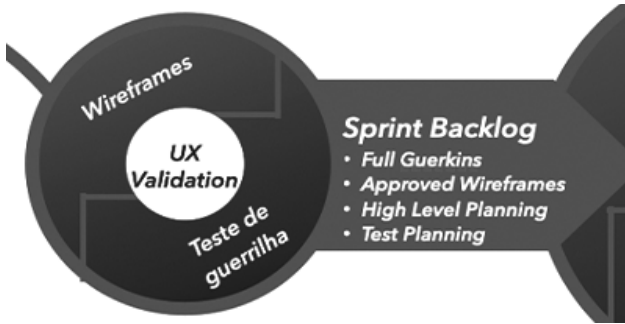 Wireframes
UX
Validation
Teste de
guerrilha
Sprint Backlog
• Full Guerkins
• Approved Wireframes
• High Level Planning
• Test Planning